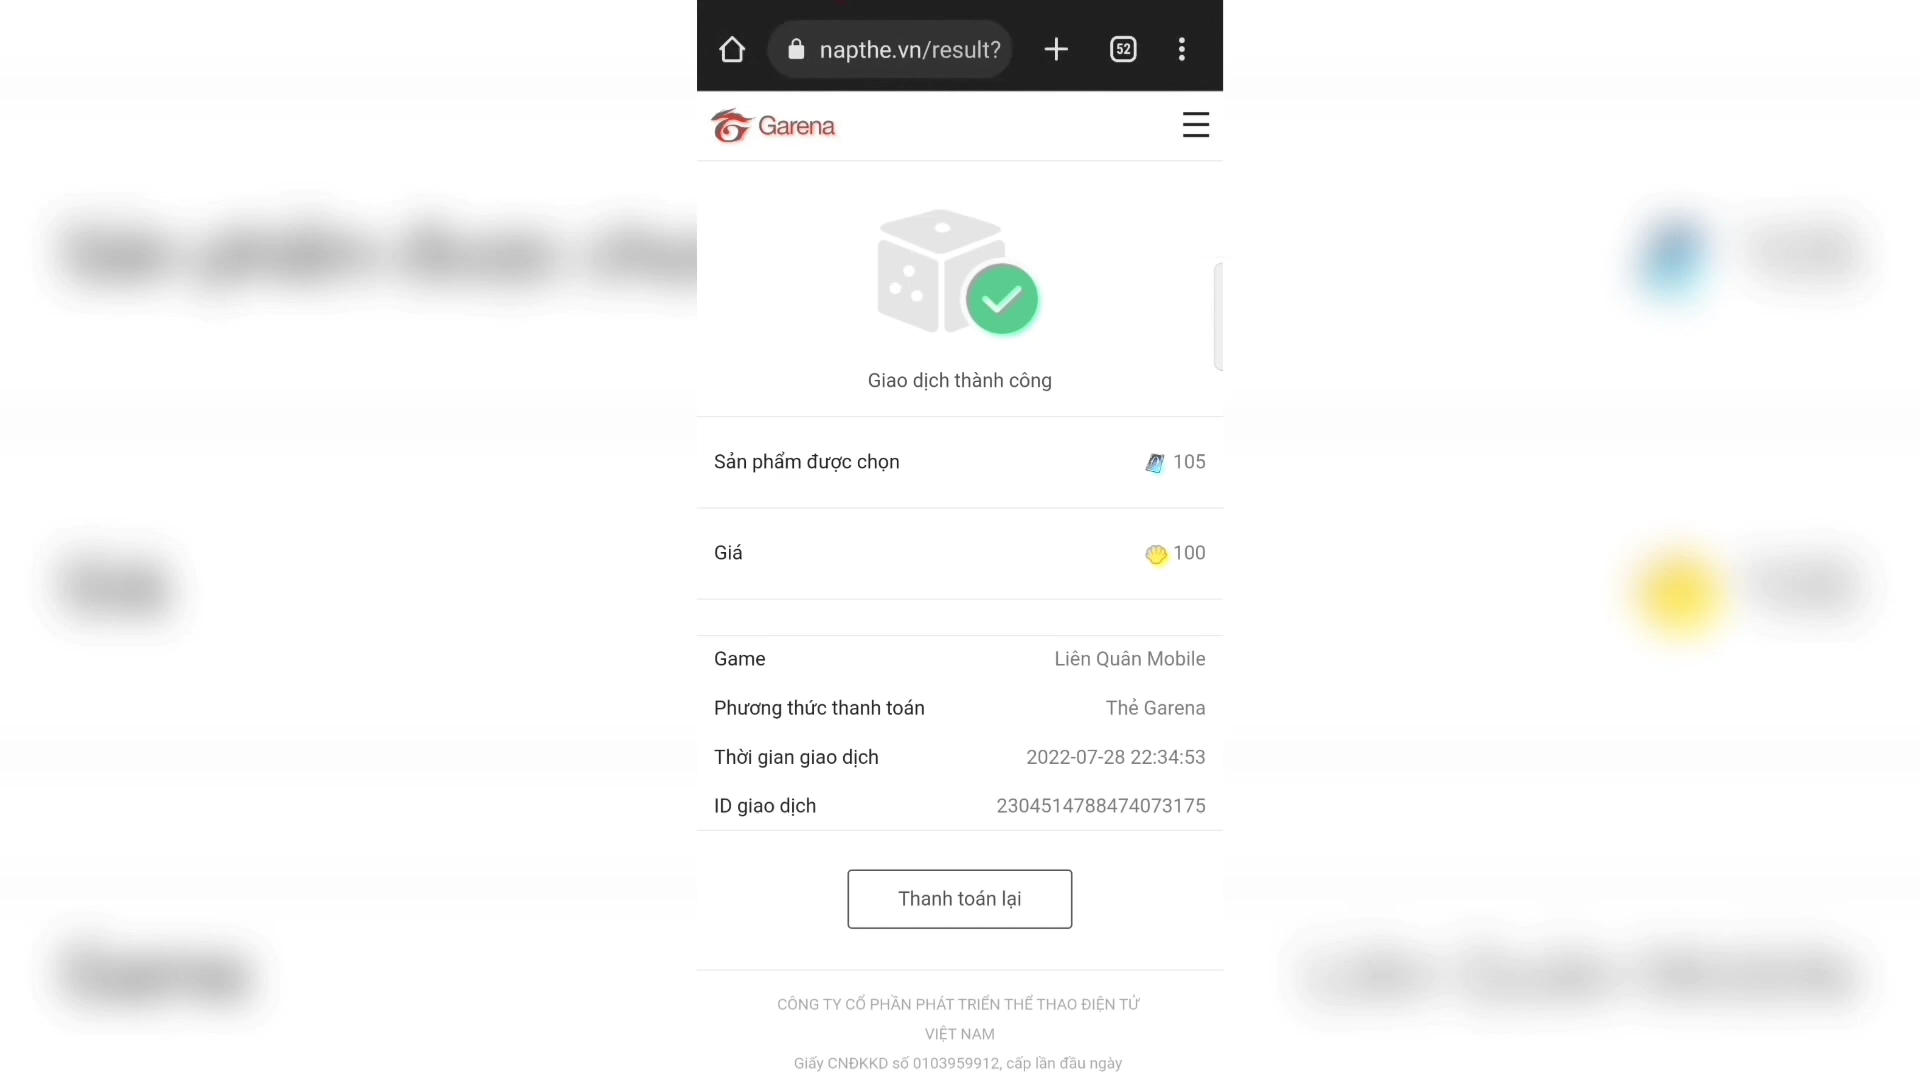 napthe.vn/result?
52
Garena
Giao dịch thành công
Sản phẩm được chọn 105
Giá 100
Game Liên Quân Mobile
Phương thức thanh toán Thẻ Garena
Thời gian giao dịch 2022-07-28 22:34:53
ID giao dịch 2304514788474073175
Thanh toán lại
CÔNG TY CỔ PHẦN PHÁT TRIỂN THỂ THAO ĐIỆN TỬ
VIỆT NAM
Giấy CNĐKKD số 0103959912, cấp lần đầu ngày